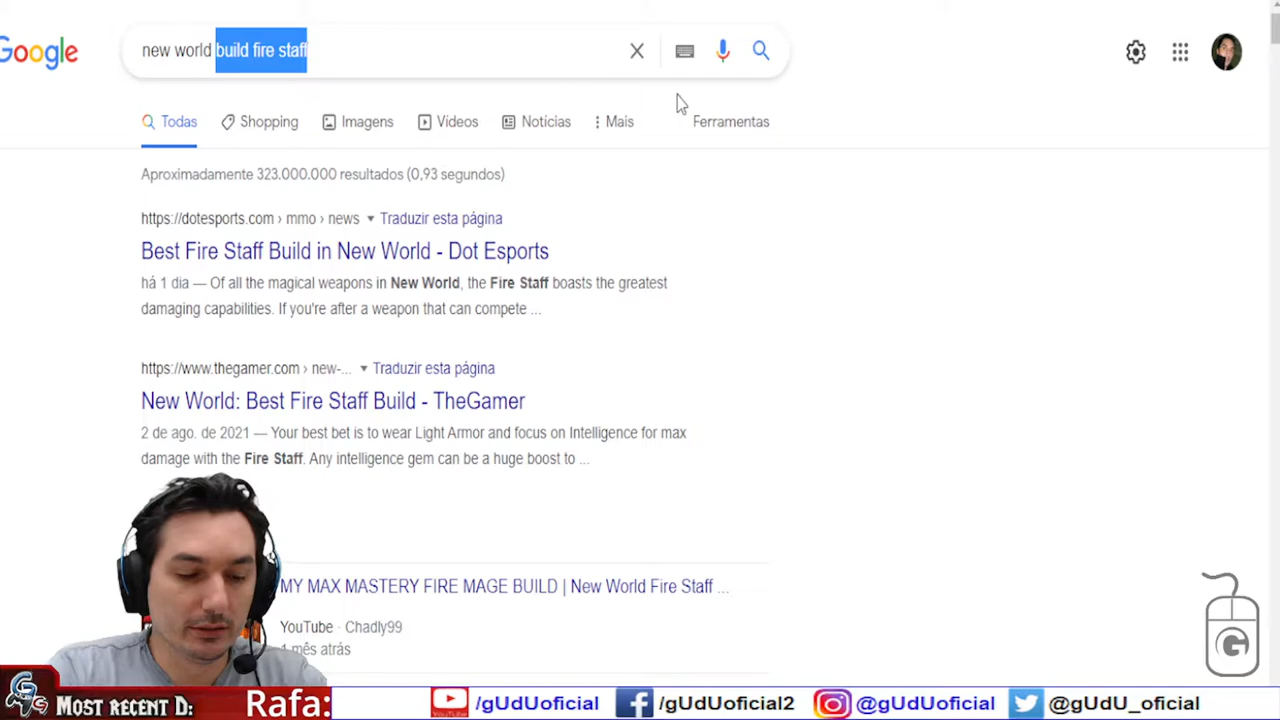 Google
new world build fire staff
Todas Shopping Imagens Vídeos Notícias Mais Ferramentas
Aproximadamente 323.000.000 resultados (0,93 segundos)
https://dotesports.com › mmo › news Traduzir esta página
Best Fire Staff Build in New World - Dot Esports
há 1 dia — Of all the magical weapons in New World, the Fire Staff boasts the greatest
damaging capabilities. If you're after a weapon that can compete ...
https://www.thegamer.com › new-... Traduzir esta página
New World: Best Fire Staff Build - TheGamer
2 de ago. de 2021 — Your best bet is to wear Light Armor and focus on Intelligence for max
damage with the Fire Staff. Any intelligence gem can be a huge boost to ...
MY MAX MASTERY FIRE MAGE BUILD | New World Fire Staff ...
YouTube · Chadly99
1 mês atrás
G
Most recent D: Rafa: YouTube /gUdUoficial /gUdUoficial2 @gUdUoficial @gUdU_oficial